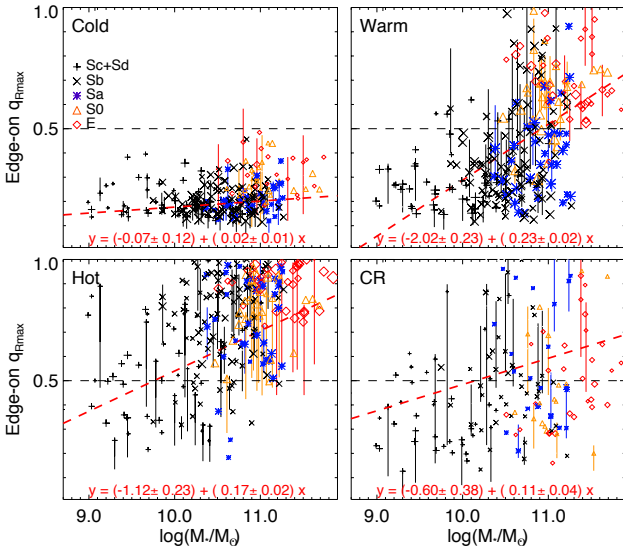 Cold
Warm
1.0
0.5
Edge-on qRmax
+ Sc+Sd
× Sb
Sa
△ S0
◇ E
y = (-0.07± 0.12) + ( 0.02± 0.01) x
y = (-2.02± 0.23) + ( 0.23± 0.02) x
Hot
CR
1.0
0.5
Edge-on qRmax
y = (-1.12± 0.23) + ( 0.17± 0.02) x
y = (-0.60± 0.38) + ( 0.11± 0.04) x
9.0 10.0 11.0
9.0 10.0 11.0
log(M*/M⊙)
log(M*/M⊙)